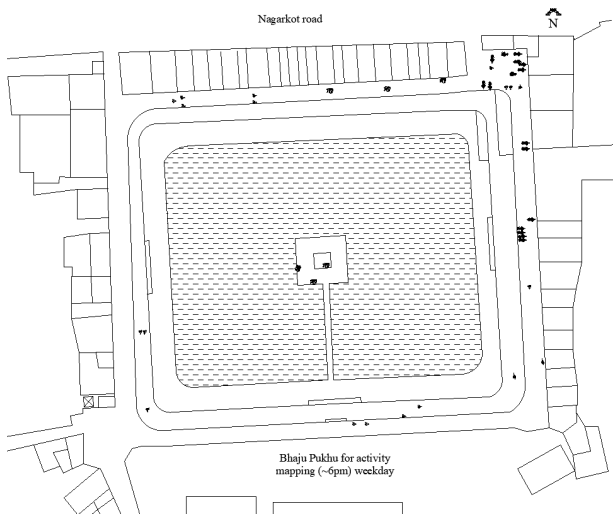 Nagarkot road
N
Bhaju Pukhu for activity
mapping (~6pm) weekday